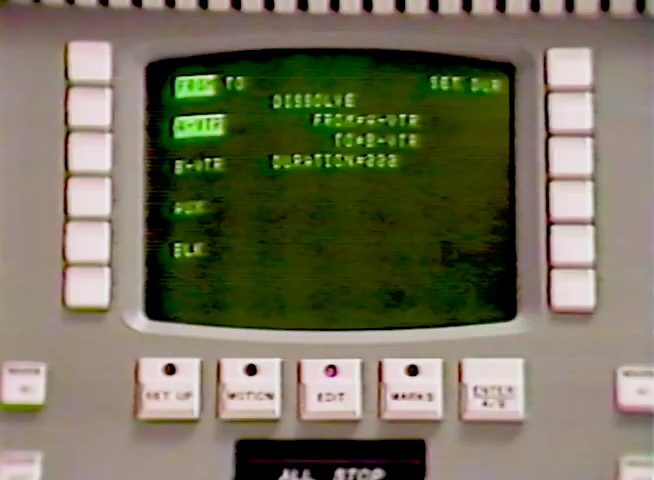 FROM TO SET DUR
DISSOLVE
A-VTR FROM=A-VTR
TO=B-VTR
B-VTR DURATION=000
AUX
BLK
SET UP MOTION EDIT MARKS ENTER
ALL STOP